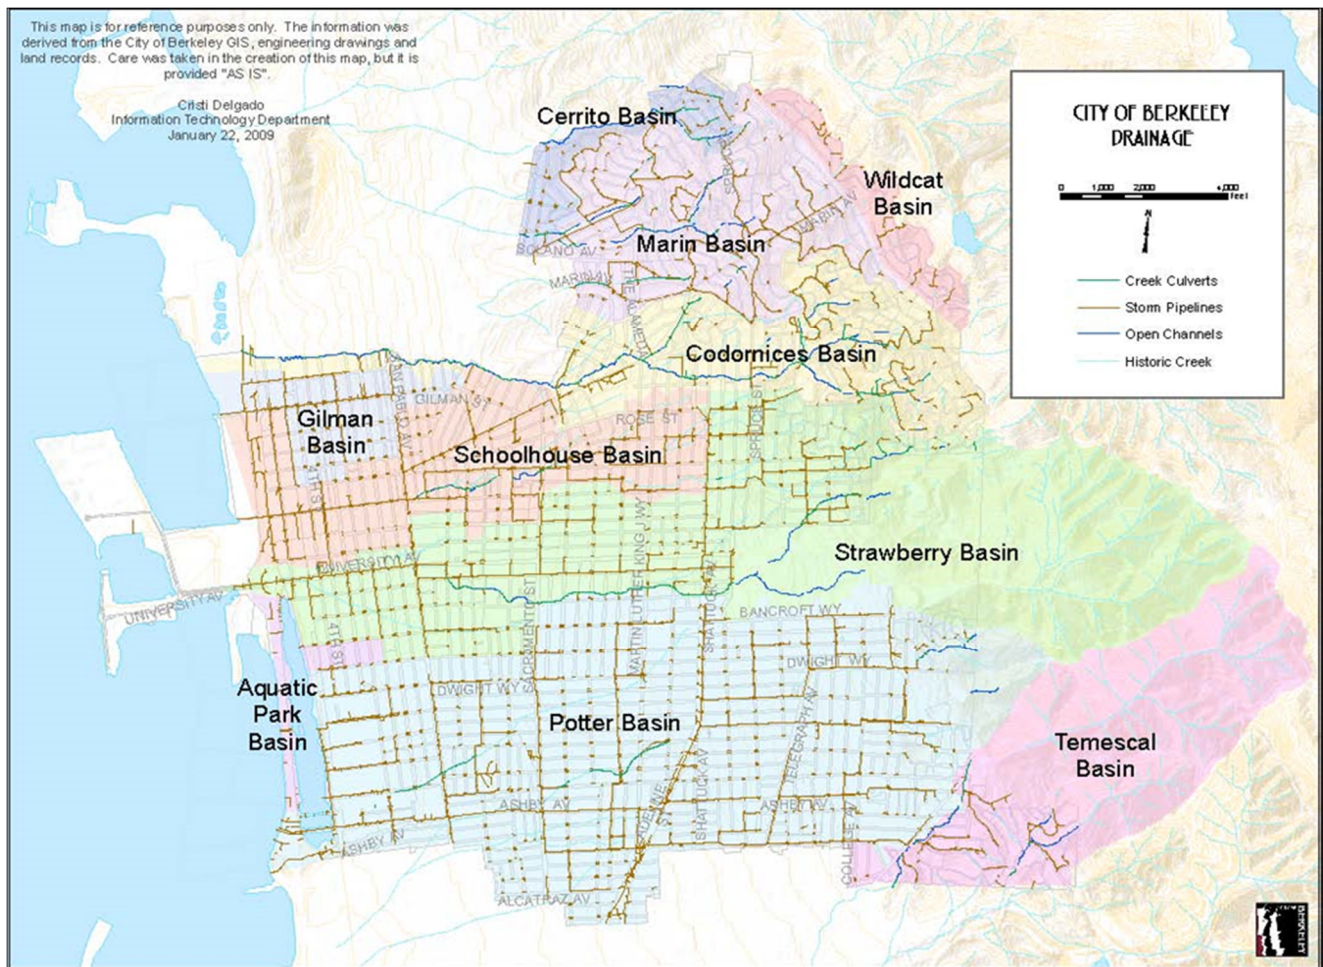 This map is for reference purposes only. The information was
derived from the City of Berkeley GIS, engineering drawings and
land records. Care was taken in the creation of this map, but it is
provided "AS IS".
Cristi Delgado
Information Technology Department
January 22, 2009
CITY OF BERKELEY
DRAINAGE
0 1,000 2,000 4,000
Feet
N
Creek Culverts
Storm Pipelines
Open Channels
Historic Creek
Cerrito Basin
SPRUCE
Wildcat
Basin
MARIN AV
Marin Basin
SOLANO AV
MARIN AV
THE ALAMEDA
Codornices Basin
SAN PABLO AV
GILMAN ST
Gilman
Basin
ROSE ST
SPRUCE ST
Schoolhouse Basin
4TH ST
MARTIN LUTHER KING J WY
Strawberry Basin
UNIVERSITY AV
UNIVERSITY AV
SACRAMENTO ST
SHATTUCK AV
BANCROFT WY
4TH ST
DWIGHT WY
DWIGHT WY
Aquatic
Park
Basin
Potter Basin
TELEGRAPH AV
Temescal
Basin
SHATTUCK AV
ASHBY AV
ASHBY AV
ASHBY AV
COLLEGE AV
ALCATRAZ AV
BERKELEY